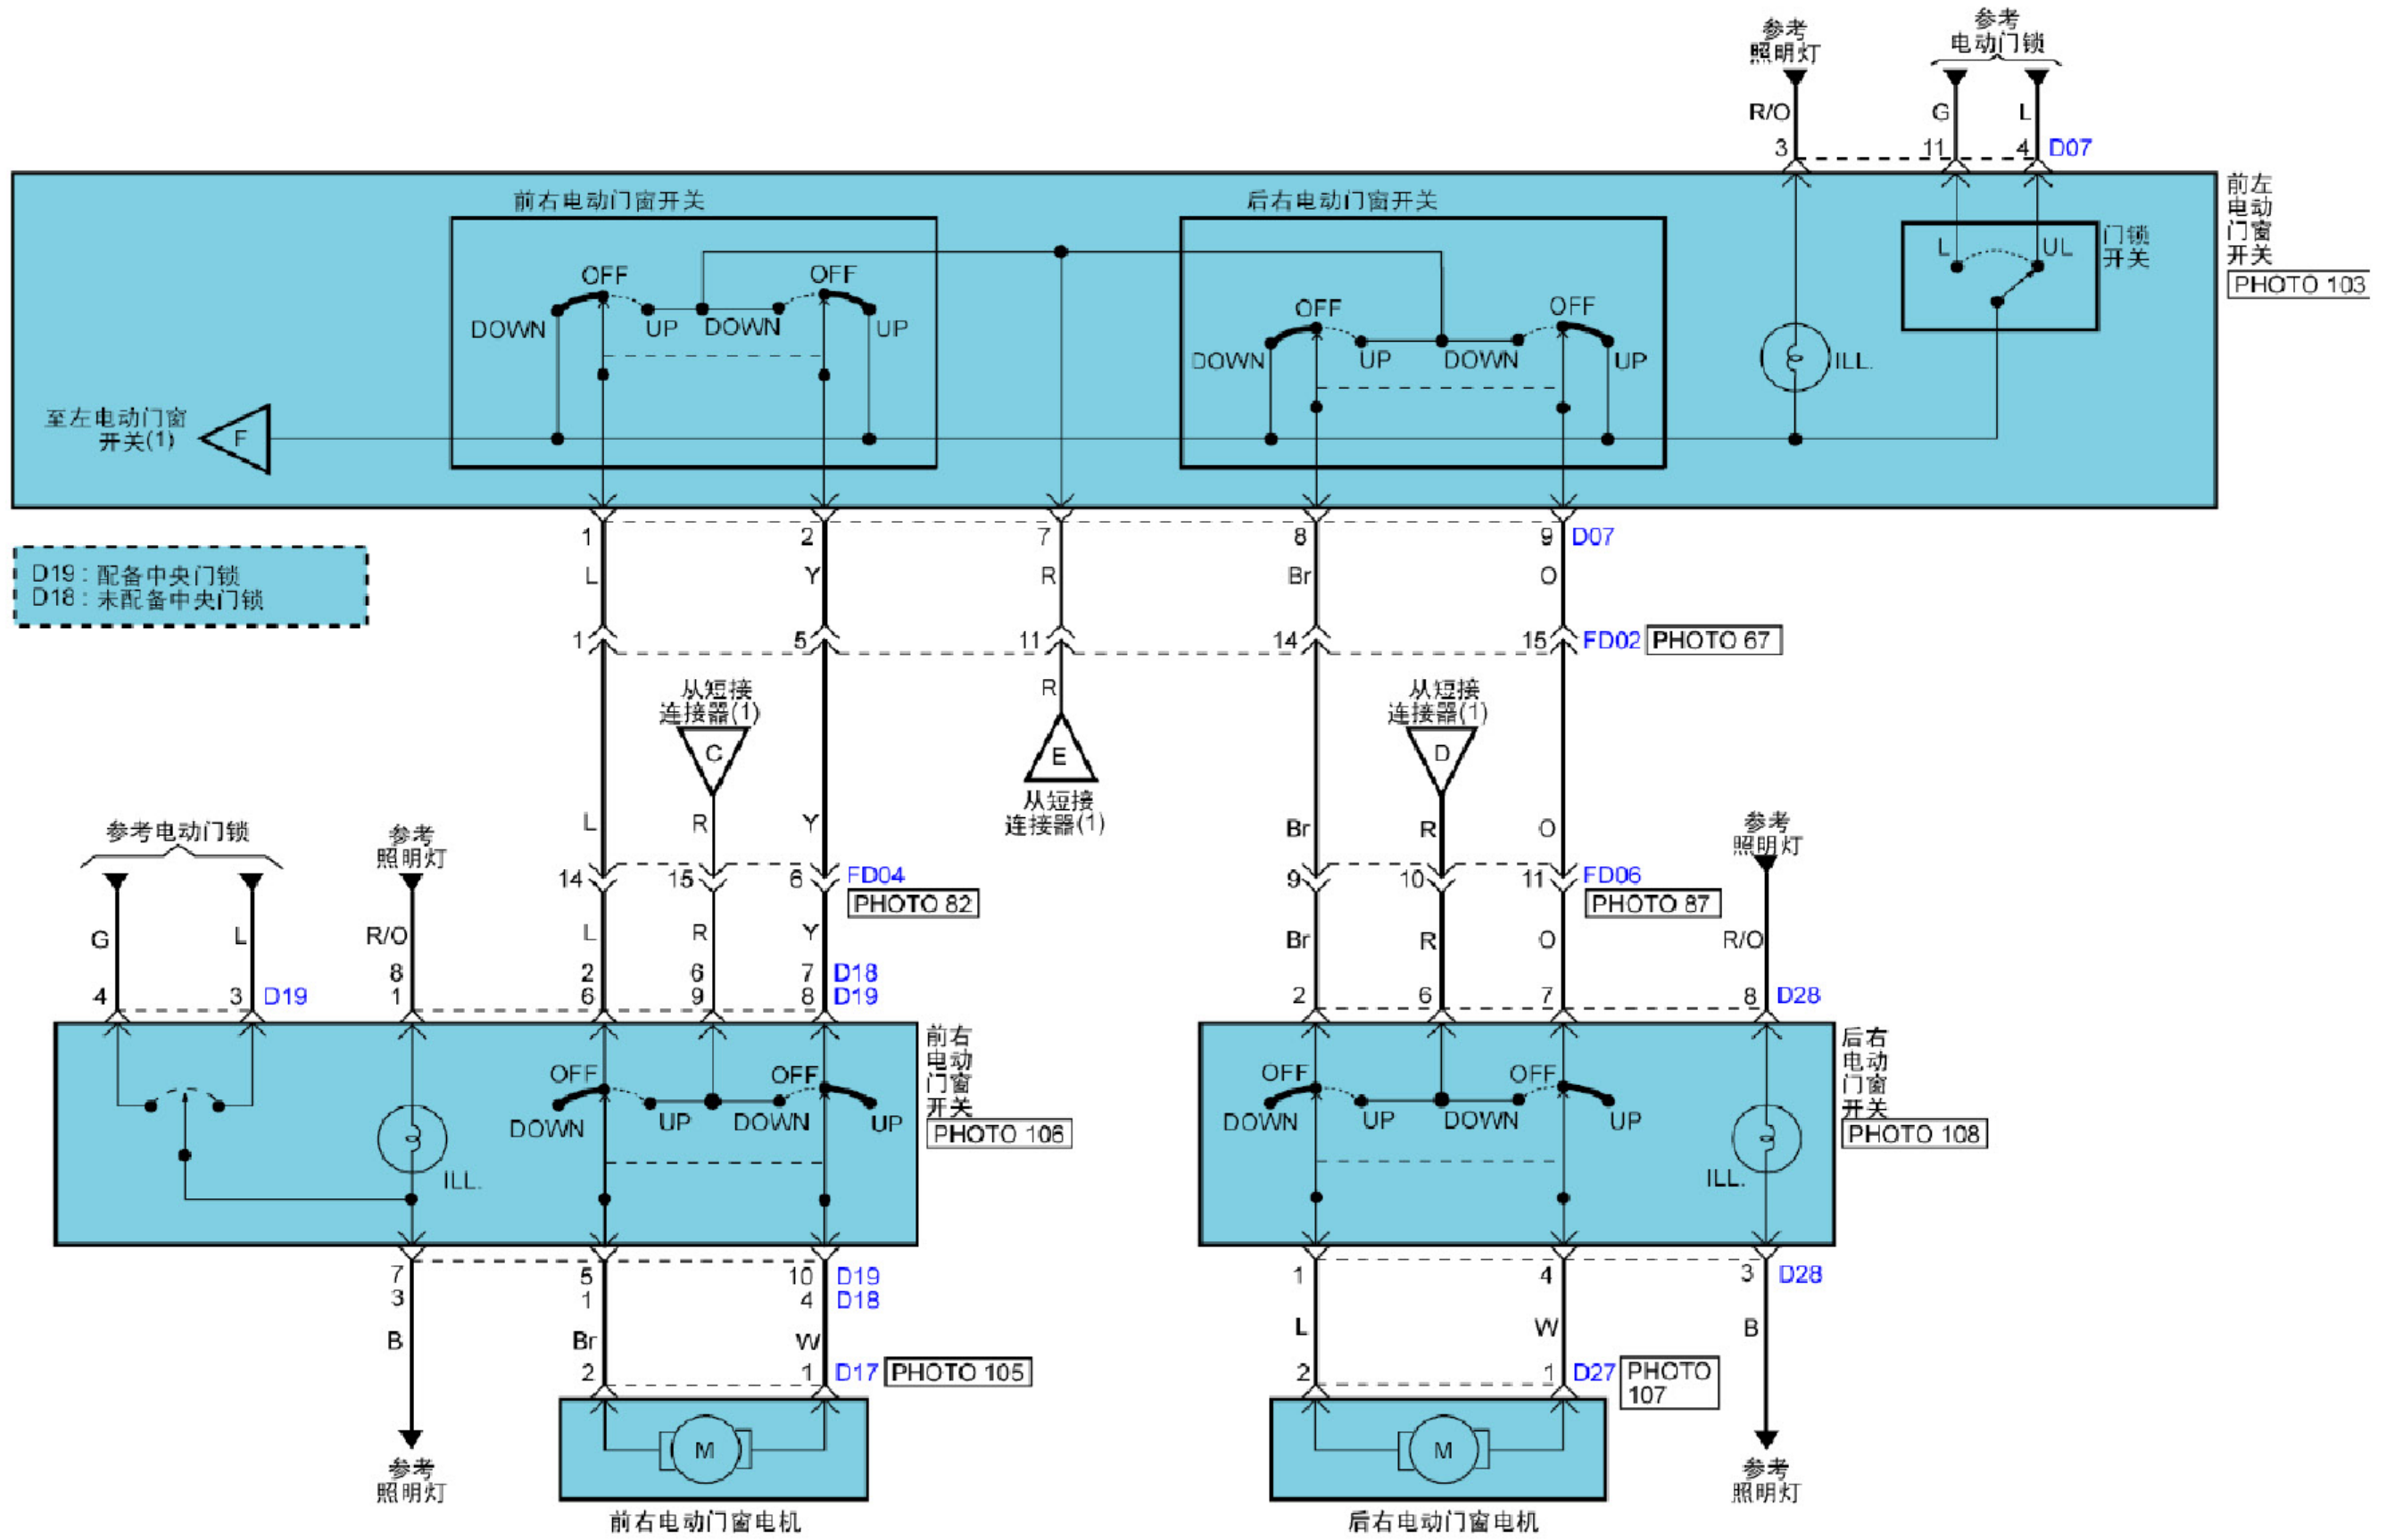 参考
照明灯
参考
电动门锁
R/O
G
L
3
11
4
D07
前右电动门窗开关
后右电动门窗开关
前左
电动
门窗
开关
PHOTO 103
L
UL
门锁
开关
OFF
OFF
DOWN
UP
DOWN
UP
OFF
OFF
DOWN
UP
DOWN
UP
ILL.
至左电动门窗
开关(1)
F
1
2
7
8
9
D07
D19 : 配备中央门锁
D18 : 未配备中央门锁
L
Y
R
Br
O
1
5
11
14
15
FD02
PHOTO 67
从短接
连接器(1)
C
R
E
从短接
连接器(1)
从短接
连接器(1)
D
参考电动门锁
参考
照明灯
L
R
Y
Br
R
O
参考
照明灯
14
15
6
FD04
PHOTO 82
9
10
11
FD06
PHOTO 87
G
L
R/O
L
R
Y
Br
R
O
R/O
8
2
6
7
D18
4
3
D19
1
6
9
8
D19
2
6
7
8
D28
前右
电动
门窗
开关
PHOTO 106
OFF
OFF
DOWN
UP
DOWN
UP
ILL.
OFF
OFF
DOWN
UP
DOWN
UP
ILL.
后右
电动
门窗
开关
PHOTO 108
7
5
10
D19
3
1
4
D18
1
4
3
D28
B
Br
W
L
W
B
2
1
D17
PHOTO 105
2
1
D27
PHOTO
107
M
M
参考
照明灯
前右电动门窗电机
后右电动门窗电机
参考
照明灯